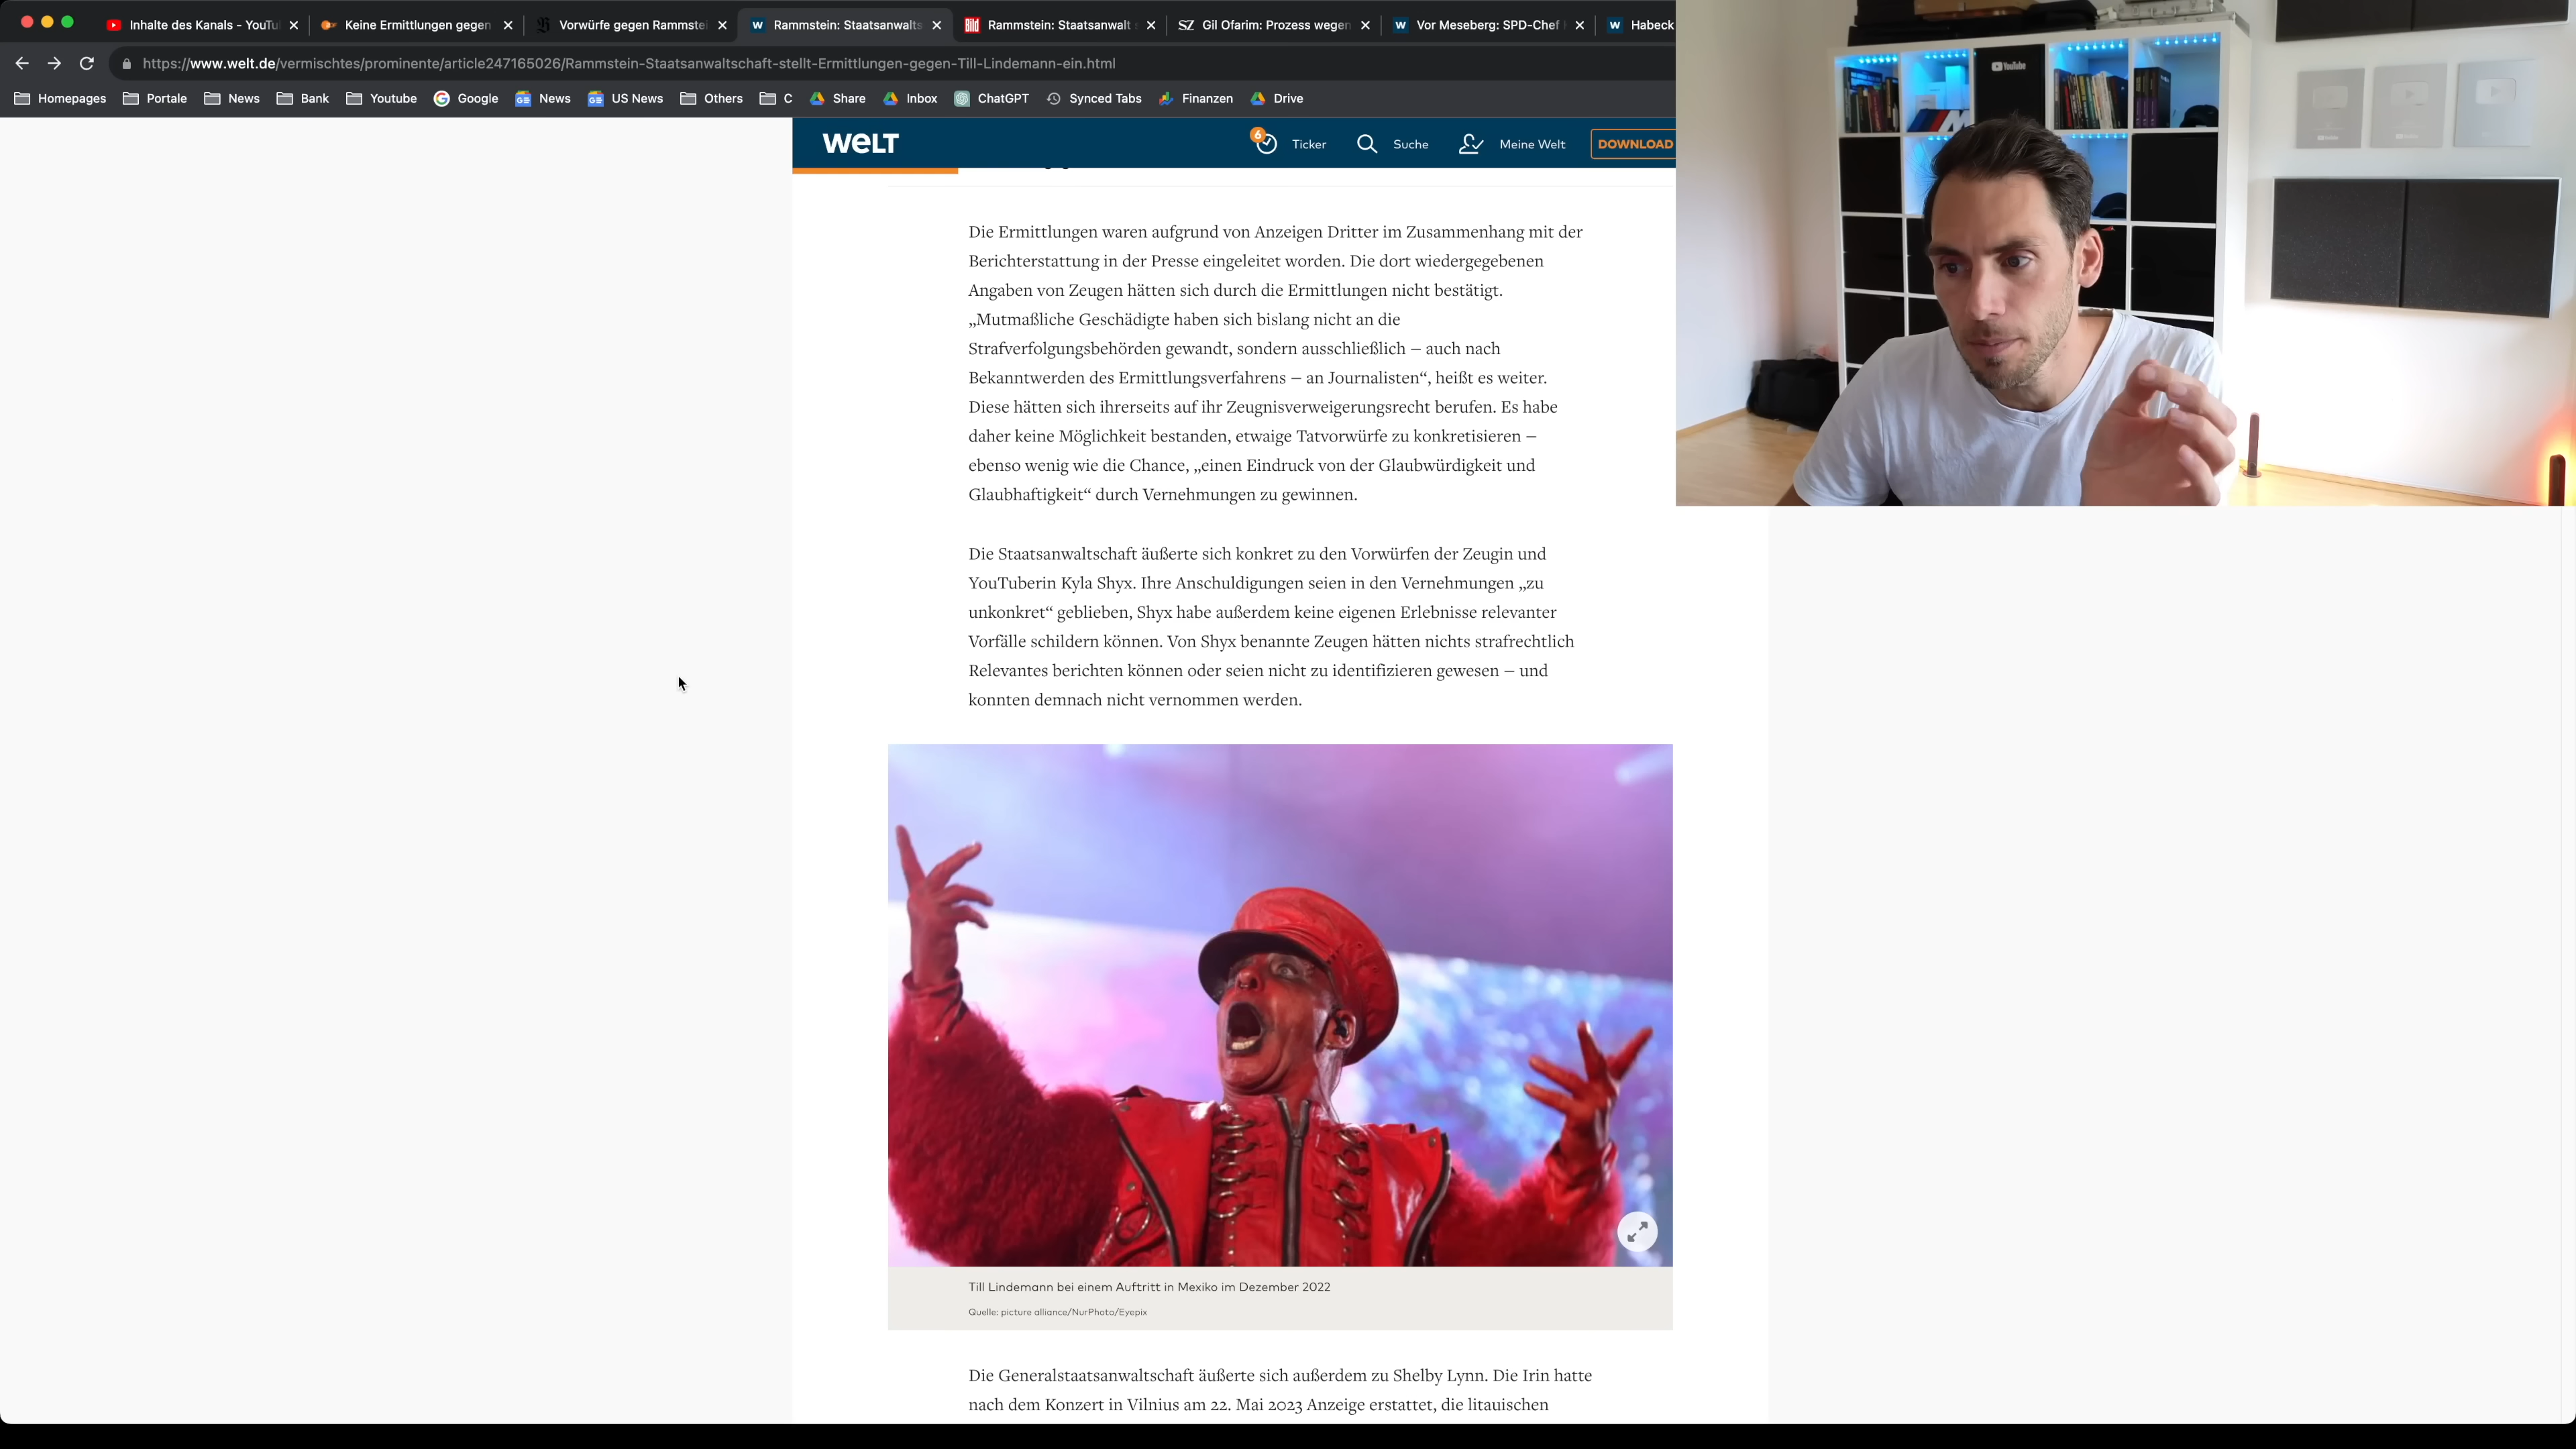 Inhalte des Kanals - YouTu
Keine Ermittlungen gegen
Vorwürfe gegen Rammstei
Rammstein: Staatsanwalts
Rammstein: Staatsanwalt
Gil Ofarim: Prozess wegen
Vor Meseberg: SPD-Chef
Habeck
https://www.welt.de/vermischtes/prominente/article247165026/Rammstein-Staatsanwaltschaft-stellt-Ermittlungen-gegen-Till-Lindemann-ein.html
Homepages Portale News Bank Youtube Google News US News Others C Share Inbox ChatGPT Synced Tabs Finanzen Drive
WELT 6 Ticker Suche Meine Welt DOWNLOAD
YouTube
Die Ermittlungen waren aufgrund von Anzeigen Dritter im Zusammenhang mit der
Berichterstattung in der Presse eingeleitet worden. Die dort wiedergegebenen
Angaben von Zeugen hätten sich durch die Ermittlungen nicht bestätigt.
„Mutmaßliche Geschädigte haben sich bislang nicht an die
Strafverfolgungsbehörden gewandt, sondern ausschließlich – auch nach
Bekanntwerden des Ermittlungsverfahrens – an Journalisten“, heißt es weiter.
Diese hätten sich ihrerseits auf ihr Zeugnisverweigerungsrecht berufen. Es habe
daher keine Möglichkeit bestanden, etwaige Tatvorwürfe zu konkretisieren –
ebenso wenig wie die Chance, „einen Eindruck von der Glaubwürdigkeit und
Glaubhaftigkeit“ durch Vernehmungen zu gewinnen.
Die Staatsanwaltschaft äußerte sich konkret zu den Vorwürfen der Zeugin und
YouTuberin Kyla Shyx. Ihre Anschuldigungen seien in den Vernehmungen „zu
unkonkret“ geblieben, Shyx habe außerdem keine eigenen Erlebnisse relevanter
Vorfälle schildern können. Von Shyx benannte Zeugen hätten nichts strafrechtlich
Relevantes berichten können oder seien nicht zu identifizieren gewesen – und
konnten demnach nicht vernommen werden.
Till Lindemann bei einem Auftritt in Mexiko im Dezember 2022
Quelle: picture alliance/NurPhoto/Eyepix
Die Generalstaatsanwaltschaft äußerte sich außerdem zu Shelby Lynn. Die Irin hatte
nach dem Konzert in Vilnius am 22. Mai 2023 Anzeige erstattet, die litauischen